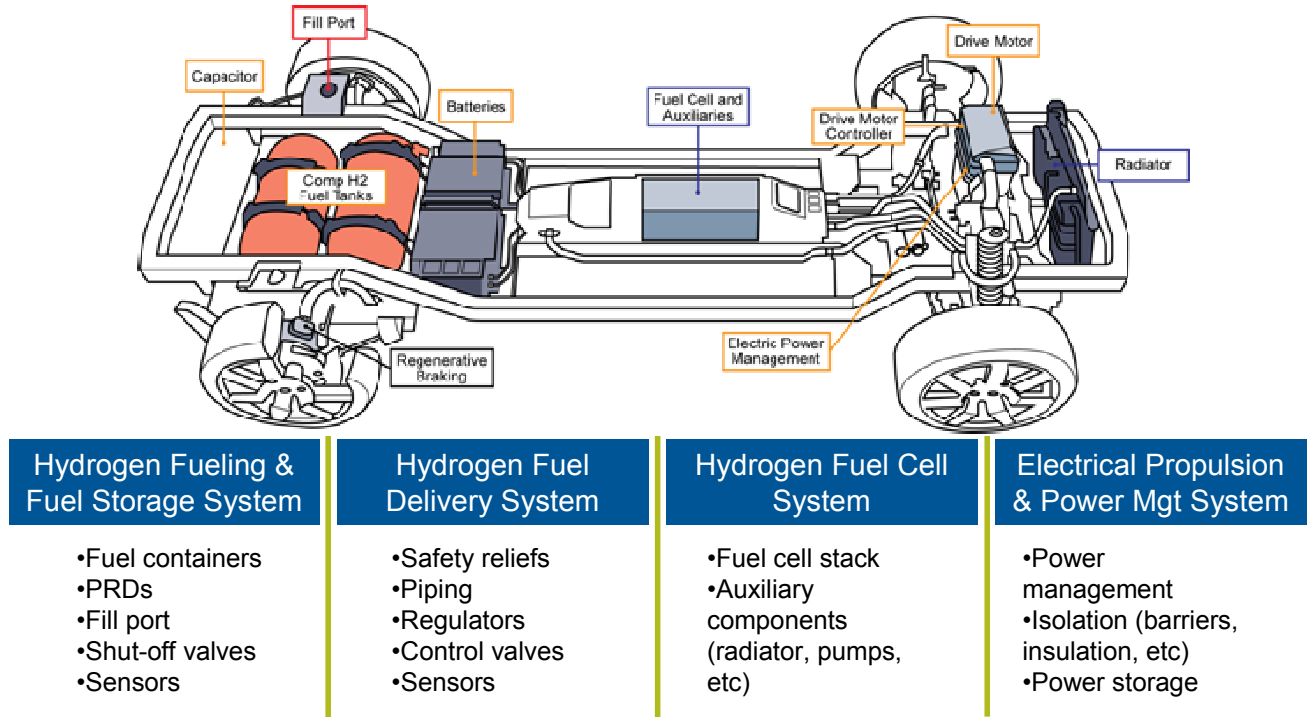 Fill Port
Drive Motor
Capacitor
Batteries
Fuel Cell and
Auxiliaries
Drive Motor
Controller
Radiator
Comp H2
Fuel Tanks
Electric Power
Management
Regenerative
Braking
Hydrogen Fueling &
Fuel Storage System
•Fuel containers
•PRDs
•Fill port
•Shut-off valves
•Sensors
Hydrogen Fuel
Delivery System
•Safety reliefs
•Piping
•Regulators
•Control valves
•Sensors
Hydrogen Fuel Cell
System
•Fuel cell stack
•Auxiliary
components
(radiator, pumps,
etc)
Electrical Propulsion
& Power Mgt System
•Power
management
•Isolation (barriers,
insulation, etc)
•Power storage